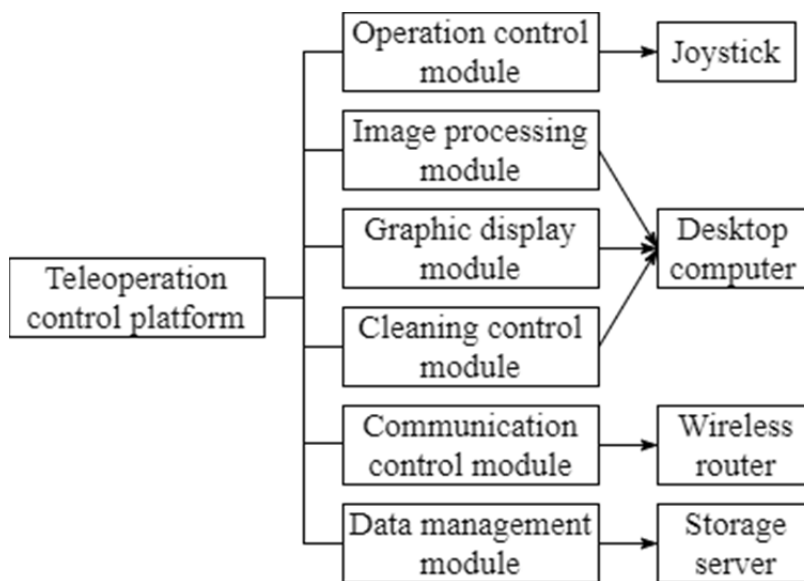 Operation control
module
Joystick
Image processing
module
Graphic display
module
Desktop
computer
Teleoperation
control platform
Cleaning control
module
Communication
control module
Wireless
router
Data management
module
Storage
server